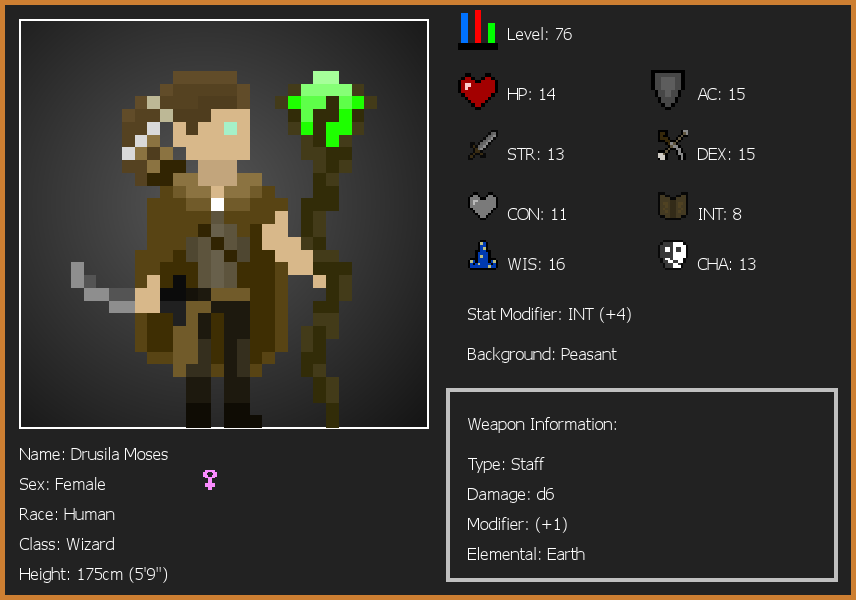 Level: 76
HP: 14
AC: 15
STR: 13
DEX: 15
CON: 11
INT: 8
WIS: 16
CHA: 13
Stat Modifier: INT (+4)
Background: Peasant
Weapon Information:
Type: Staff
Damage: d6
Modifier: (+1)
Elemental: Earth
Name: Drusila Moses
Sex: Female
Race: Human
Class: Wizard
Height: 175cm (5'9")